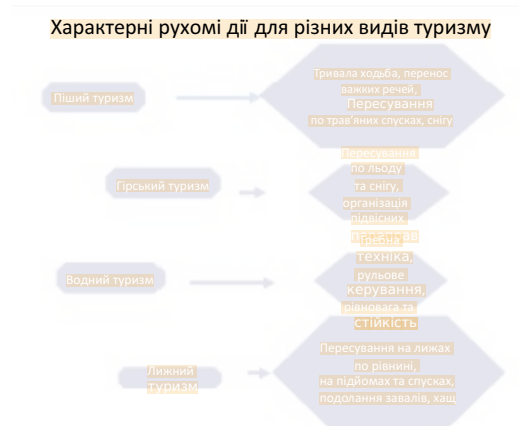 Характерні рухомі дії для різних видів туризму
Піший туризм
Тривала ходьба, перенос
важких речей,
Пересування
по трав'яних спусках, снігу
Гірський туризм
Пересування
по льоду
та снігу,
організація
підвісних
Водний туризм
Гребна
техніка,
рульове
керування,
рівновага та
стійкість
Лижний
туризм
Пересування на лижах
по рівнині,
на підйомах та спусках,
подолання завалів, хащ